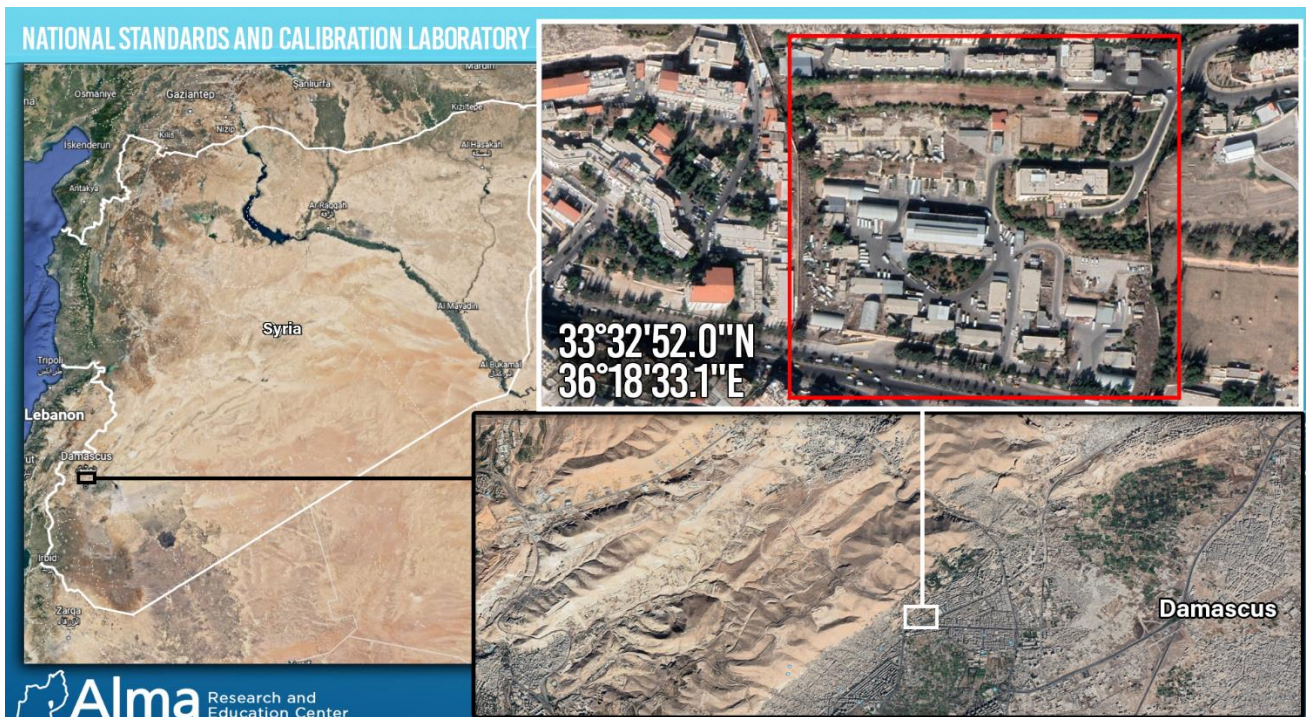 NATIONAL STANDARDS AND CALIBRATION LABORATORY
Osmaniye
Gaziantep
Şanlıurfa
Mardin
Kızıltepe
Nizip
Kilis
İskenderun
Al Hasakah
Antakya
Ar-Raqqah
Al Mayadin
Syria
Al Bukamal
Tripoli
Lebanon
Damascus
Irbid
Zarqa
33°32'52.0"N
36°18'33.1"E
Damascus
Alma Research and
Education Center